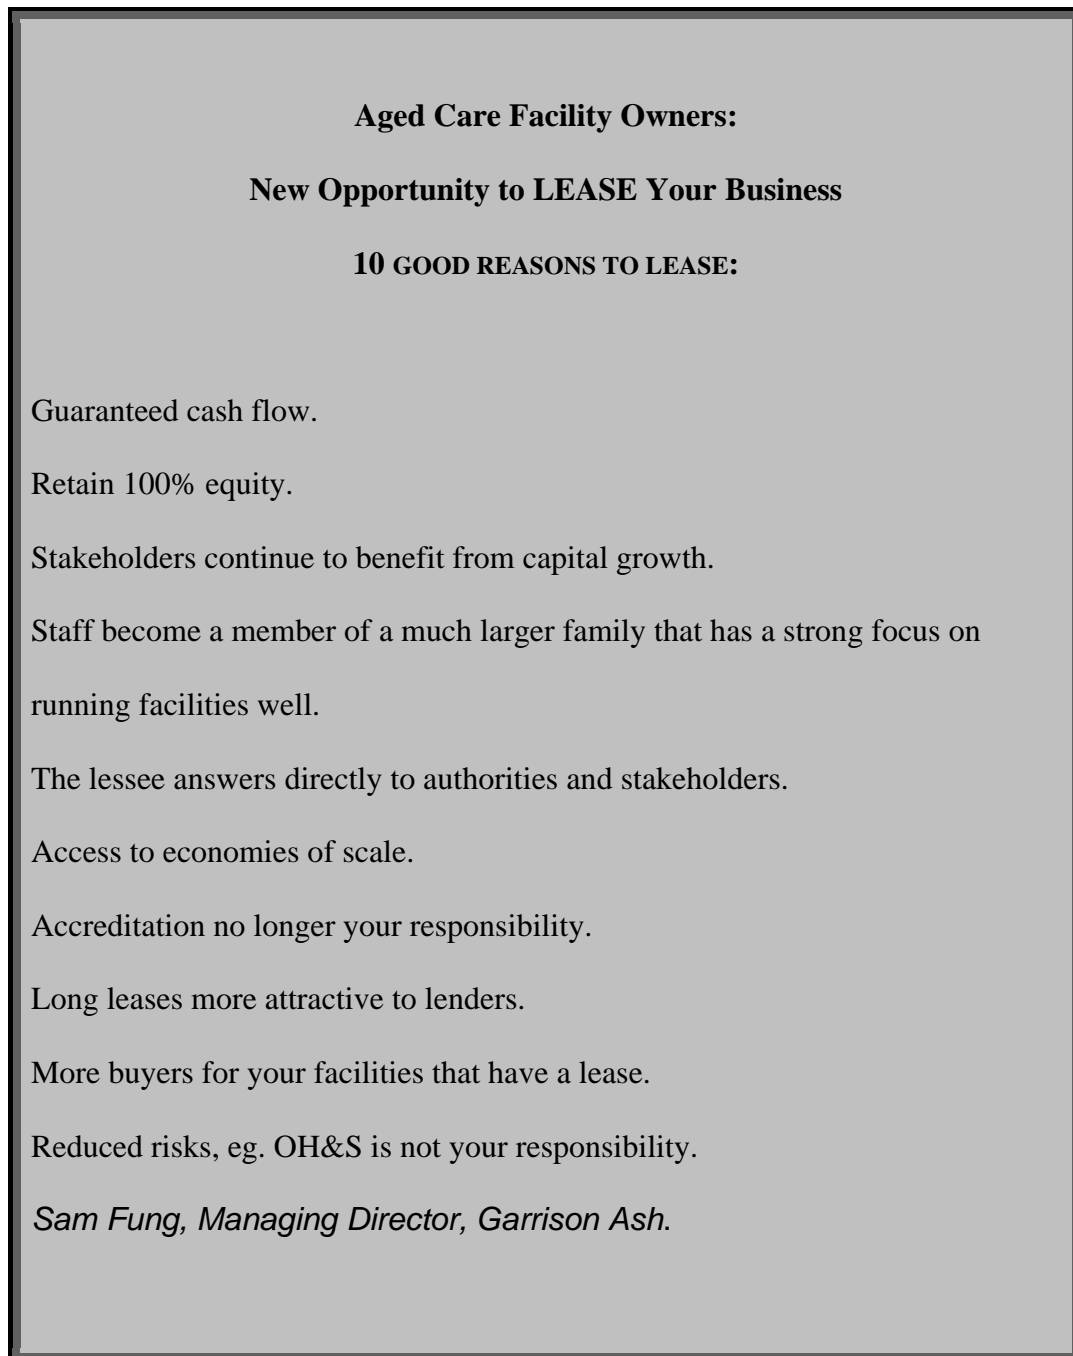 Aged Care Facility Owners:
New Opportunity to LEASE Your Business
10 GOOD REASONS TO LEASE:
Guaranteed cash flow.
Retain 100% equity.
Stakeholders continue to benefit from capital growth.
Staff become a member of a much larger family that has a strong focus on
running facilities well.
The lessee answers directly to authorities and stakeholders.
Access to economies of scale.
Accreditation no longer your responsibility.
Long leases more attractive to lenders.
More buyers for your facilities that have a lease.
Reduced risks, eg. OH&S is not your responsibility.
Sam Fung, Managing Director, Garrison Ash.